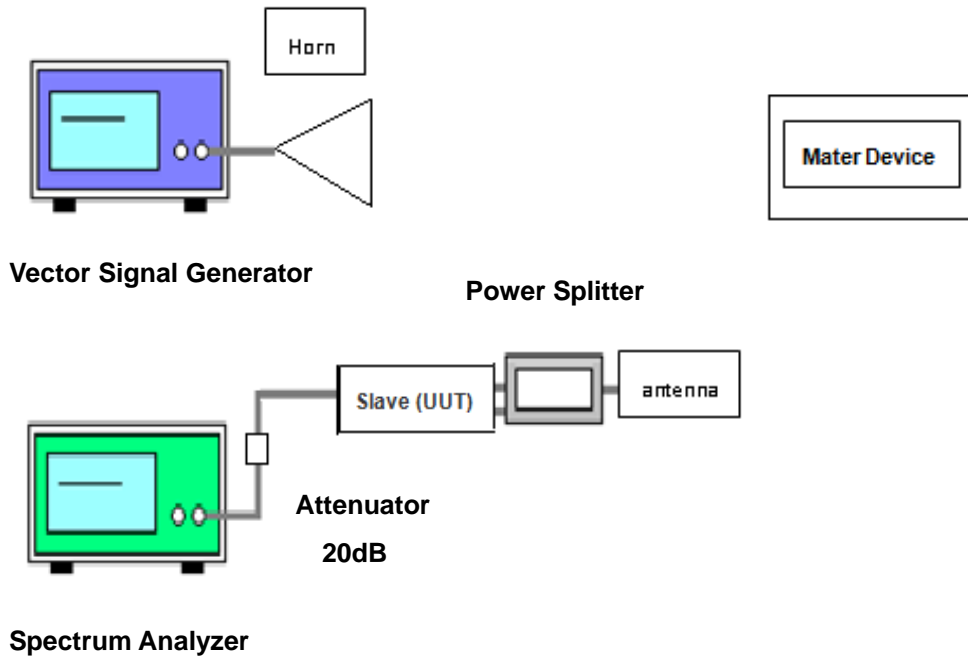 Horn
Mater Device
Vector Signal Generator
Power Splitter
Slave (UUT)
antenna
Attenuator
20dB
Spectrum Analyzer